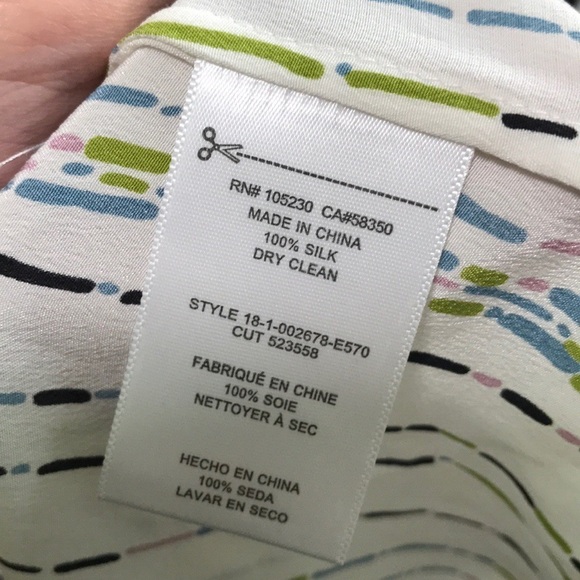 RN# 105230 CA#58350
MADE IN CHINA
100% SILK
DRY CLEAN
STYLE 18-1-002678-E570
CUT 523558
FABRIQUÉ EN CHINE
100% SOIE
NETTOYER À SEC
HECHO EN CHINA
100% SEDA
LAVAR EN SECO